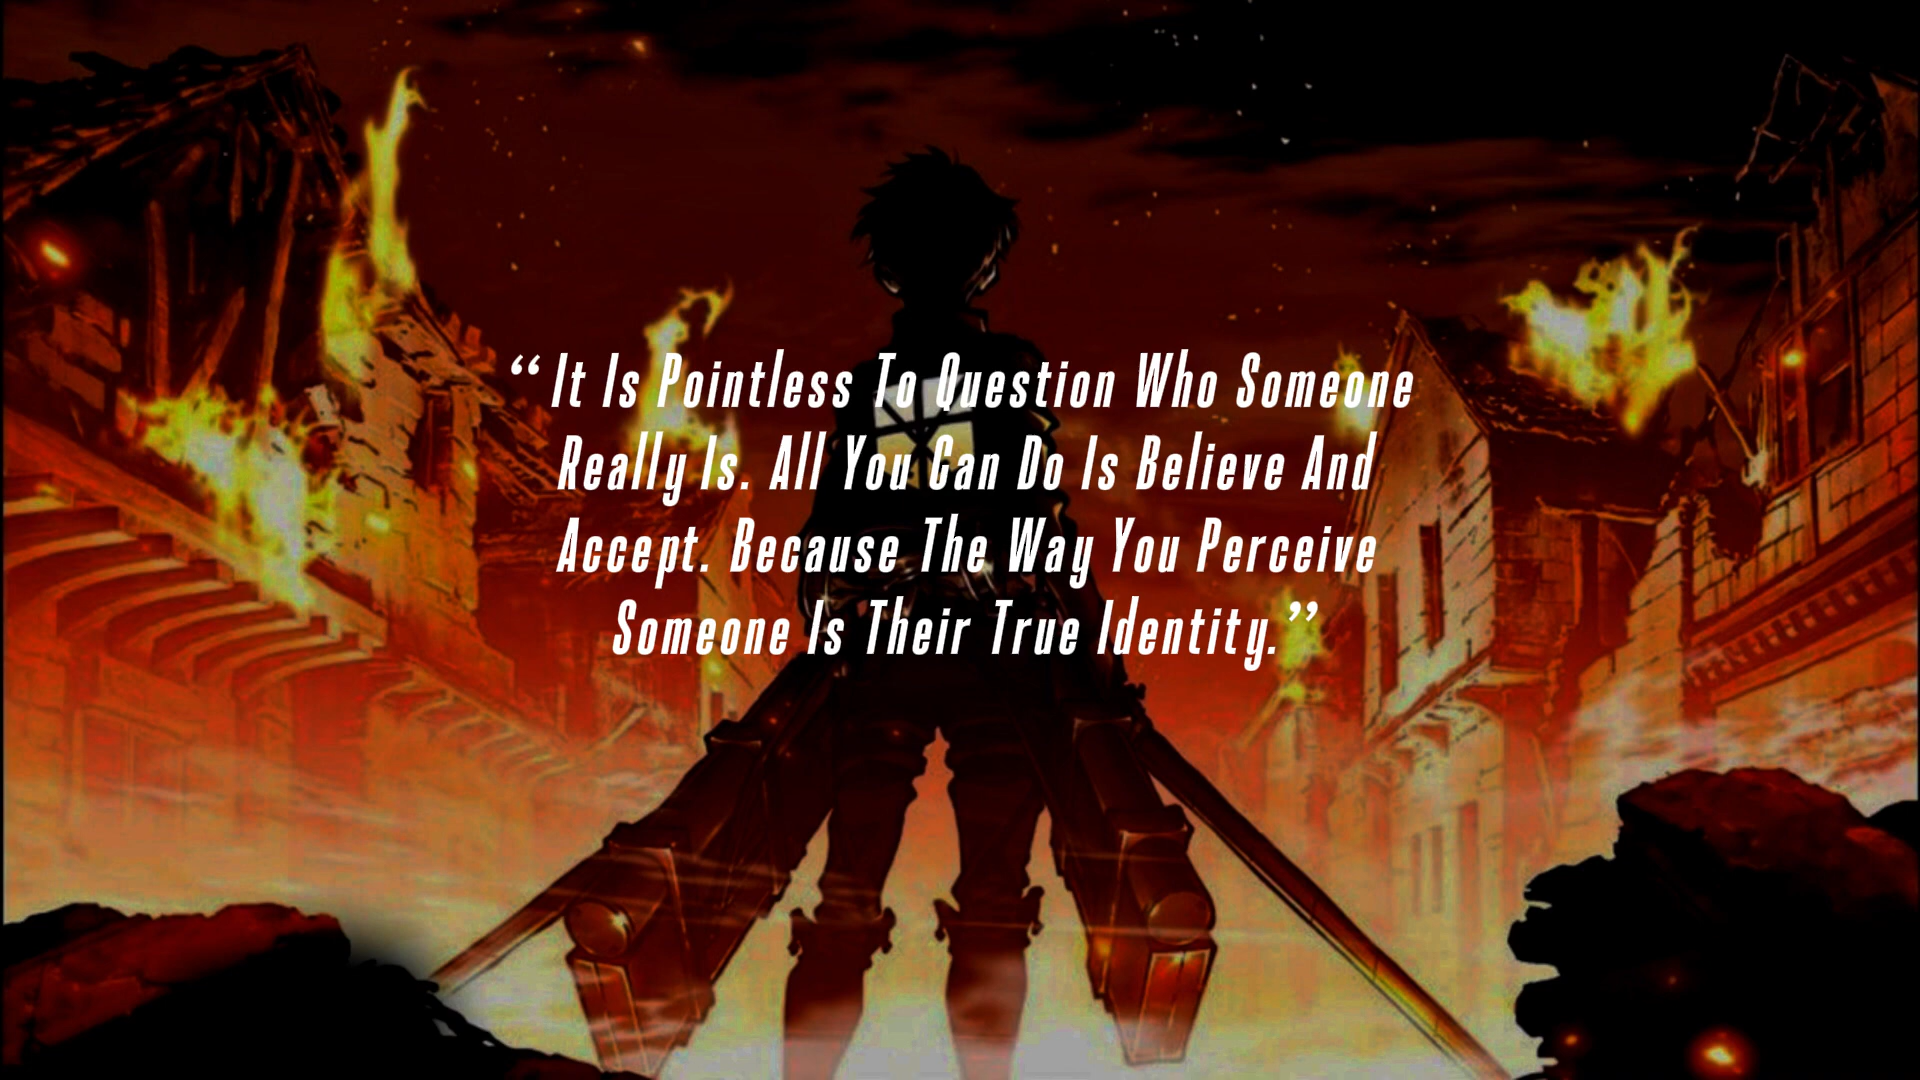 “ It Is Pointless To Question Who Someone
Really Is. All You Can Do Is Believe And
Accept. Because The Way You Perceive
Someone Is Their True Identity.”